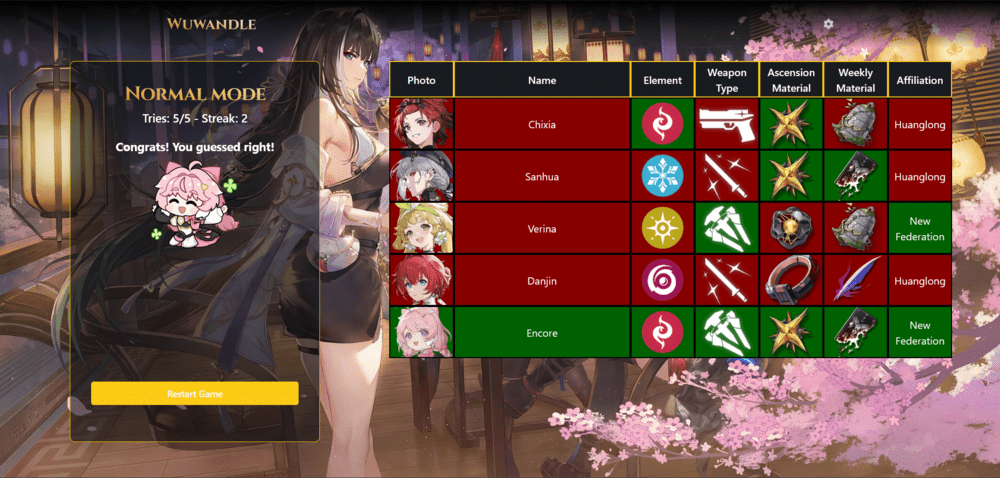 WUWANDLE
NORMAL MODE
Tries: 5/5 - Streak: 2
Congrats! You guessed right!
Restart Game
Photo
Name
Element
Weapon
Type
Ascension
Material
Weekly
Material
Affiliation
Chixia
Huanglong
Sanhua
Huanglong
Verina
New
Federation
Danjin
Huanglong
Encore
New
Federation